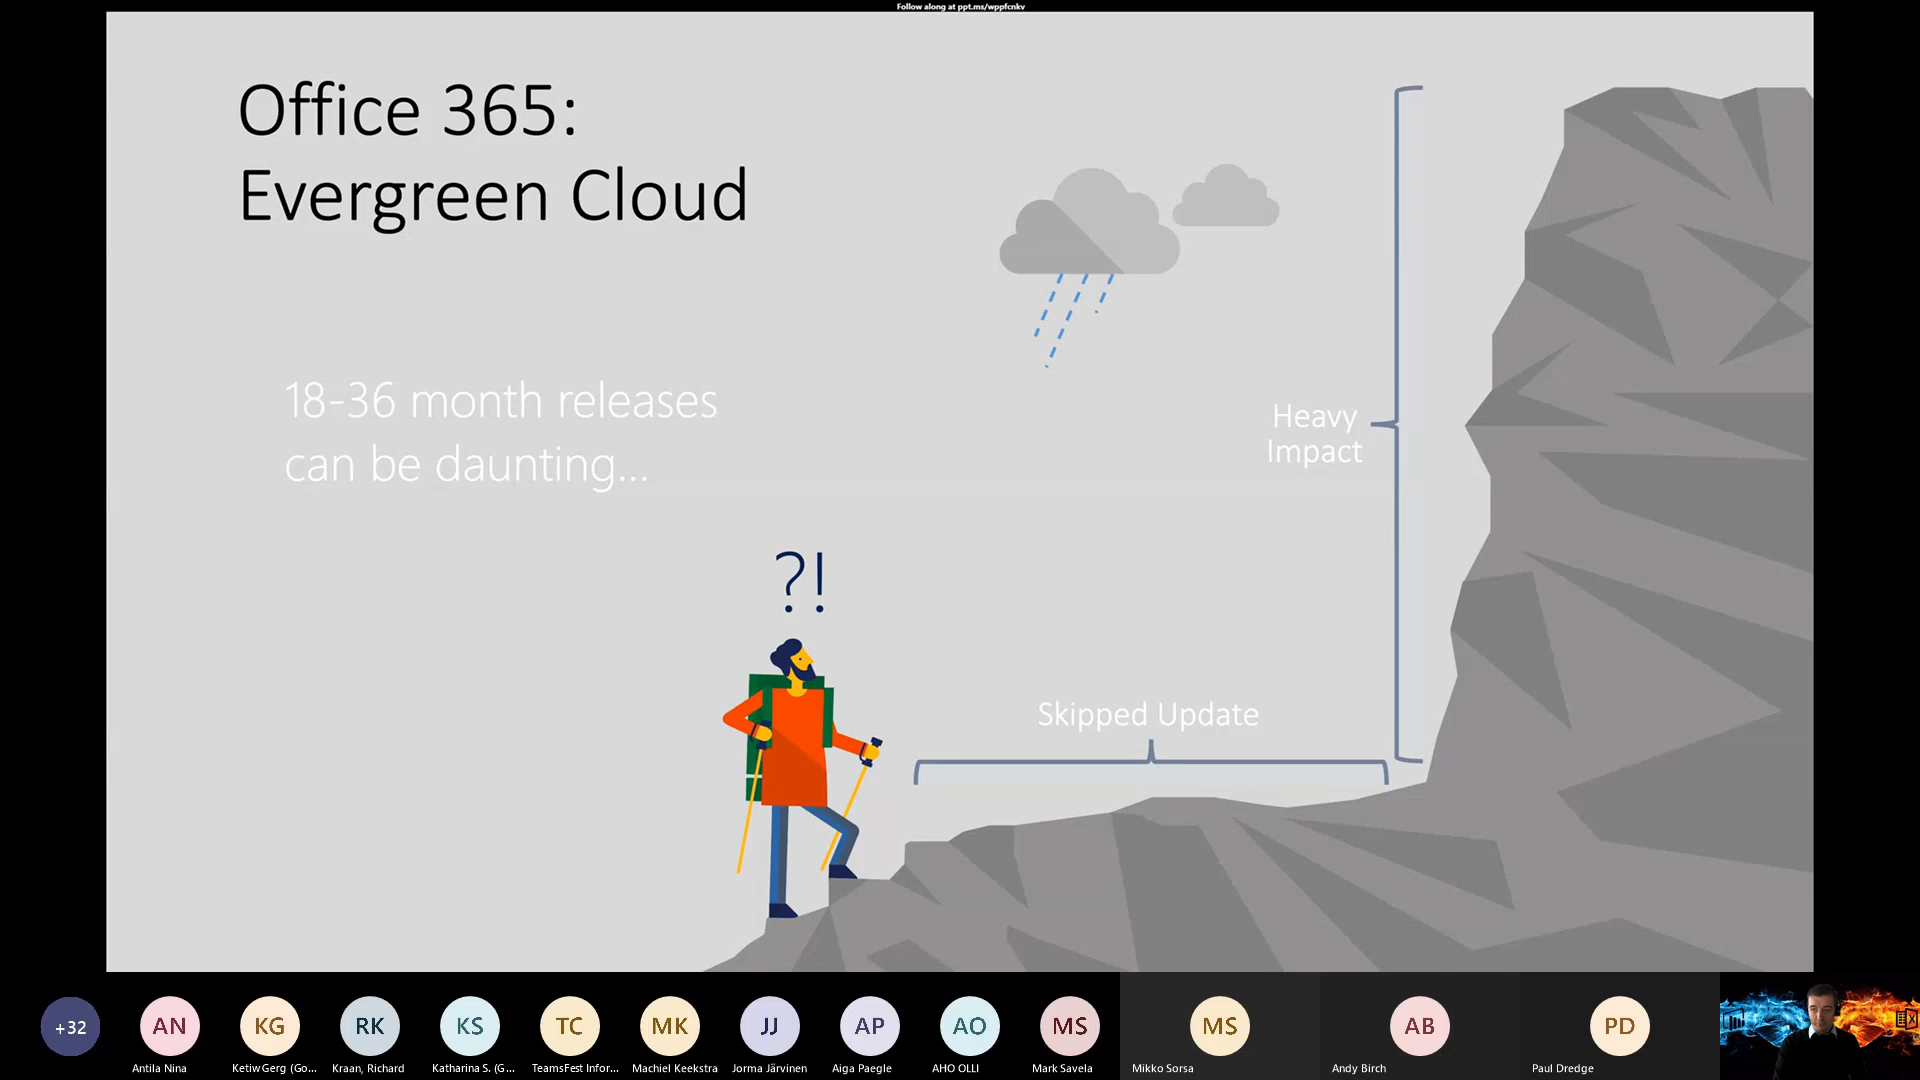 Follow along at ppt.ms/wppfcnkv
Office 365:
Evergreen Cloud
18-36 month releases
can be daunting...
Heavy
Impact
?!
Skipped Update
+32
AN
KG
RK
KS
TC
MK
JJ
AP
AO
MS
MS
AB
PD
Antila Nina
Ketiw Gerg (Go...
Kraan, Richard
Katharina S. (G...
TeamsFest Infor...
Machiel Keekstra
Jorma Järvinen
Aiga Paegle
AHO OLLI
Mark Savela
Mikko Sorsa
Andy Birch
Paul Dredge